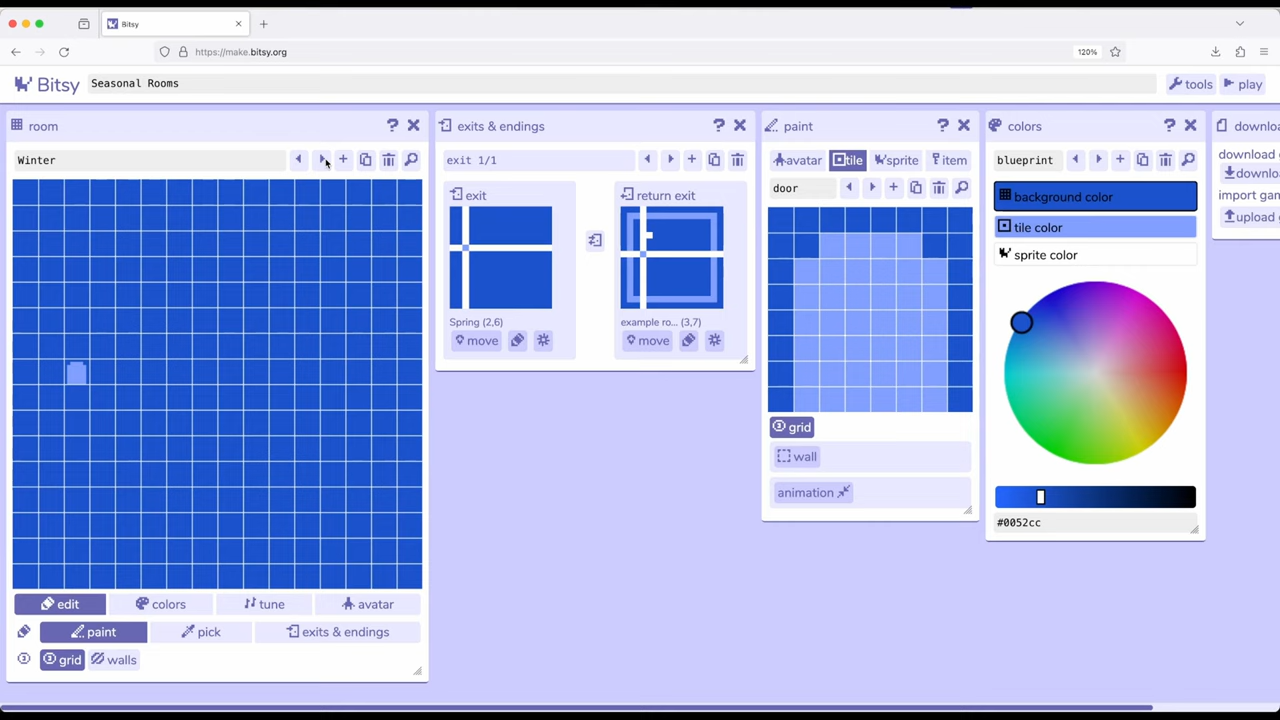 Bitsy
https://make.bitsy.org
120%
Bitsy
Seasonal Rooms
tools
play
room
Winter
edit
colors
tune
avatar
paint
pick
exits & endings
grid
walls
exits & endings
exit 1/1
exit
return exit
Spring (2,6)
example ro... (3,7)
move
move
paint
avatar
tile
sprite
item
door
grid
wall
animation
colors
blueprint
background color
tile color
sprite color
#0052cc
downloa
download g
downloa
import gam
upload g